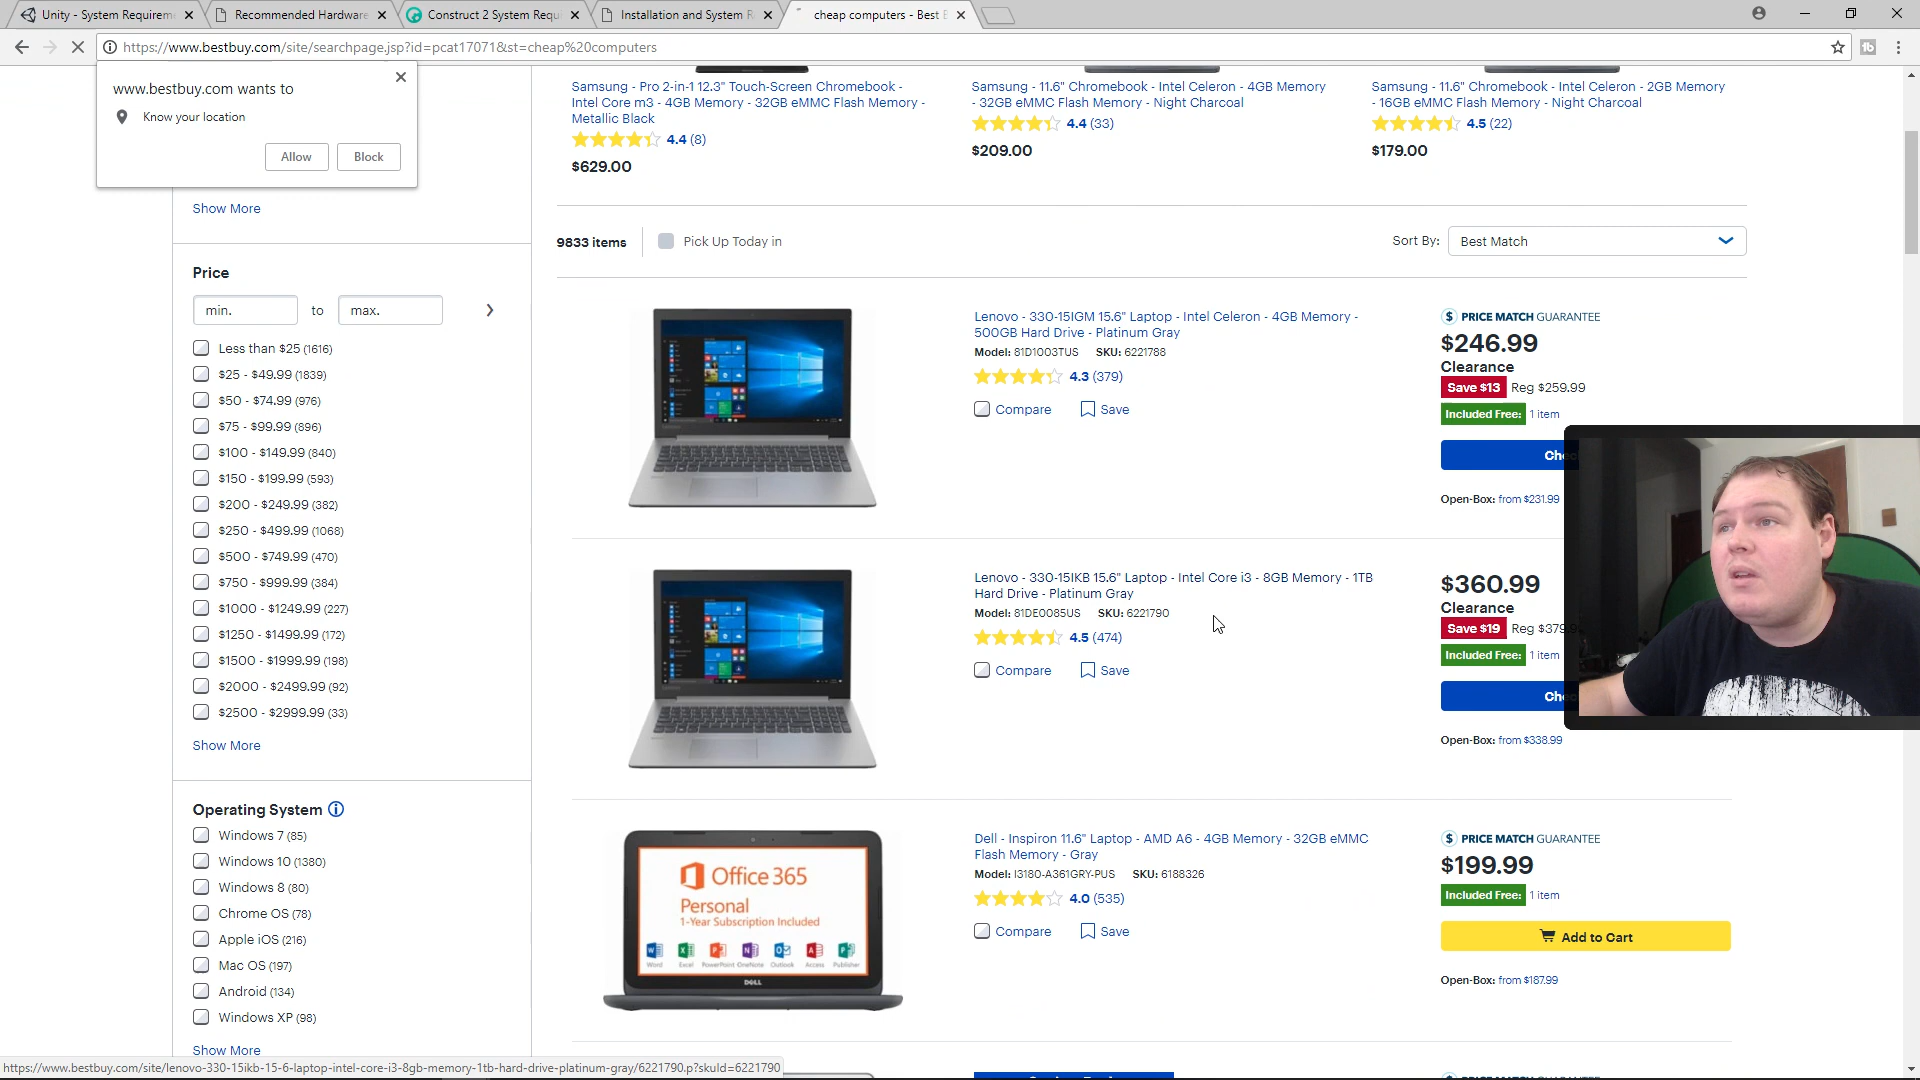 Unity - System Requirem
Recommended Hardware
Construct 2 System Requ
Installation and System R
cheap computers - Best B
https://www.bestbuy.com/site/searchpage.jsp?id=pcat17071&st=cheap%20computers
www.bestbuy.com wants to
Know your location
Allow
Block
Show More
Price
min.
to
max.
Less than $25 (1616)
$25 - $49.99 (1839)
$50 - $74.99 (976)
$75 - $99.99 (896)
$100 - $149.99 (840)
$150 - $199.99 (593)
$200 - $249.99 (382)
$250 - $499.99 (1068)
$500 - $749.99 (470)
$750 - $999.99 (384)
$1000 - $1249.99 (227)
$1250 - $1499.99 (172)
$1500 - $1999.99 (198)
$2000 - $2499.99 (92)
$2500 - $2999.99 (33)
Show More
Operating System
Windows 7 (85)
Windows 10 (1380)
Windows 8 (80)
Chrome OS (78)
Apple iOS (216)
Mac OS (197)
Android (134)
Windows XP (98)
Show More
Samsung - Pro 2-in-1 12.3" Touch-Screen Chromebook -
Intel Core m3 - 4GB Memory - 32GB eMMC Flash Memory -
Metallic Black
4.4 (8)
$629.00
Samsung - 11.6" Chromebook - Intel Celeron - 4GB Memory
- 32GB eMMC Flash Memory - Night Charcoal
4.4 (33)
$209.00
Samsung - 11.6" Chromebook - Intel Celeron - 2GB Memory
- 16GB eMMC Flash Memory - Night Charcoal
4.5 (22)
$179.00
9833 items
Pick Up Today in
Sort By:
Best Match
Lenovo - 330-15IGM 15.6" Laptop - Intel Celeron - 4GB Memory -
500GB Hard Drive - Platinum Gray
Model: 81D1003TUS SKU: 6221788
4.3 (379)
Compare
Save
PRICE MATCH GUARANTEE
$246.99
Clearance
Save $13 Reg $259.99
Included Free: 1 item
Che
Open-Box: from $231.99
Lenovo - 330-15IKB 15.6" Laptop - Intel Core i3 - 8GB Memory - 1TB
Hard Drive - Platinum Gray
Model: 81DE0085US SKU: 6221790
4.5 (474)
Compare
Save
$360.99
Clearance
Save $19 Reg $379.9
Included Free: 1 item
Che
Open-Box: from $338.99
Office 365
Personal
1-Year Subscription Included
Word Excel PowerPoint OneNote Outlook Access Publisher
DELL
Dell - Inspiron 11.6" Laptop - AMD A6 - 4GB Memory - 32GB eMMC
Flash Memory - Gray
Model: I3180-A361GRY-PUS SKU: 6188326
4.0 (535)
Compare
Save
PRICE MATCH GUARANTEE
$199.99
Included Free: 1 item
Add to Cart
Open-Box: from $187.99
https://www.bestbuy.com/site/lenovo-330-15ikb-15-6-laptop-intel-core-i3-8gb-memory-1tb-hard-drive-platinum-gray/6221790.p?skuId=6221790